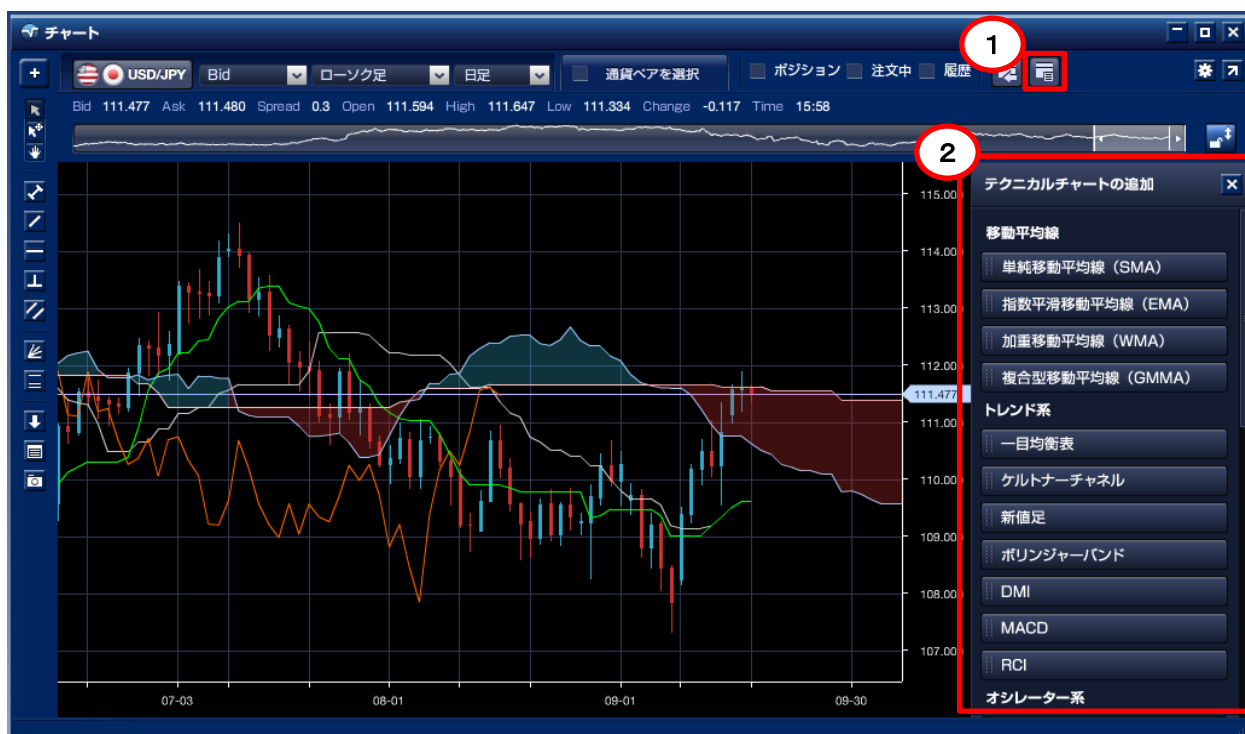 チャート
1
USD/JPY Bid ローソク足 日足 通貨ペアを選択 ポジション 注文中 履歴
Bid 111.477 Ask 111.480 Spread 0.3 Open 111.594 High 111.647 Low 111.334 Change -0.117 Time 15:58
2
テクニカルチャートの追加
移動平均線
単純移動平均線（SMA）
指数平滑移動平均線（EMA）
加重移動平均線（WMA）
複合型移動平均線（GMMA）
トレンド系
一目均衡表
ケルトナーチャネル
新値足
ボリンジャーバンド
DMI
MACD
RCI
オシレーター系
115.000
114.000
113.000
112.000
111.477
111.000
110.000
109.000
108.000
107.000
07-03 08-01 09-01 09-30